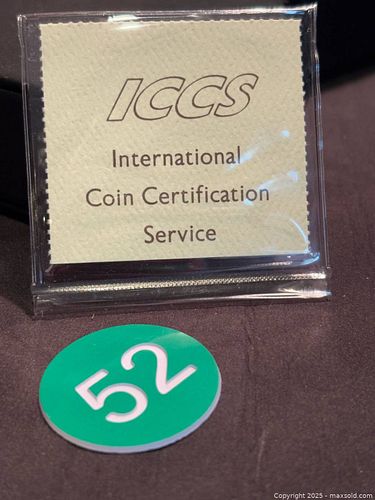 ICCS
International
Coin Certification
Service
52
Copyright 2025 - maxsold.com